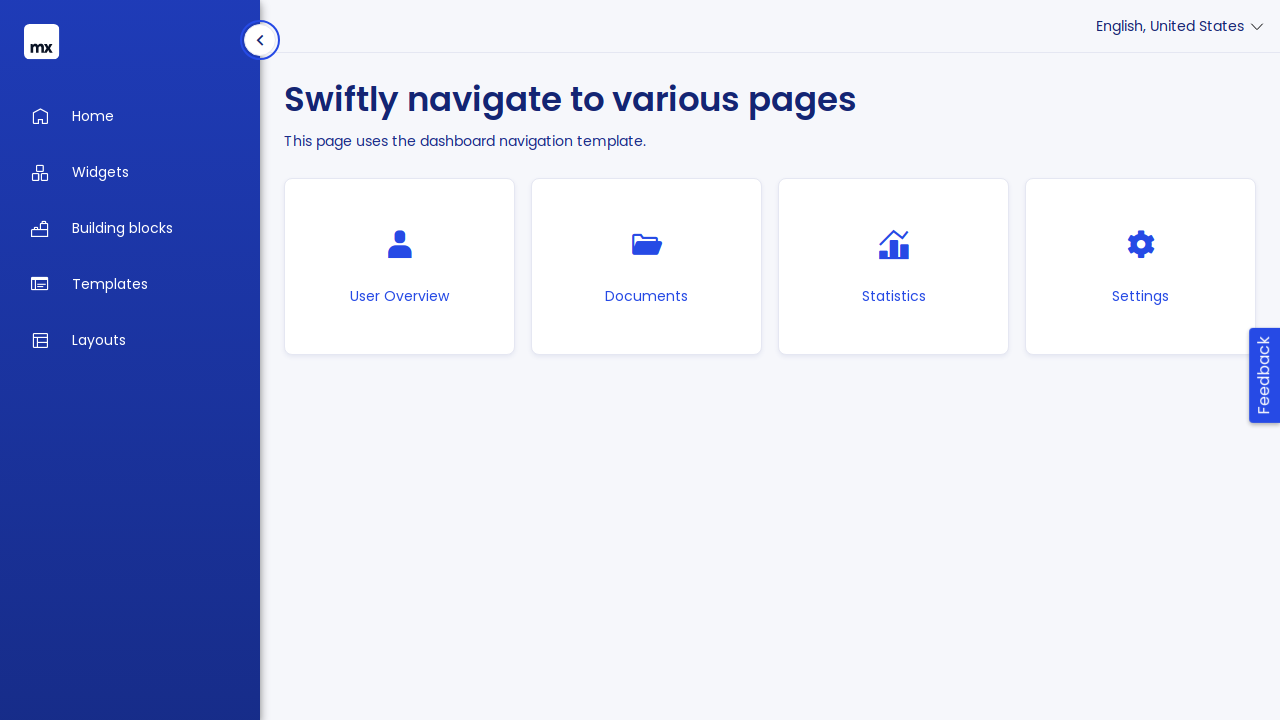 mx
English, United States
Home
Widgets
Building blocks
Templates
Layouts
Swiftly navigate to various pages
This page uses the dashboard navigation template.
User Overview
Documents
Statistics
Settings
Feedback